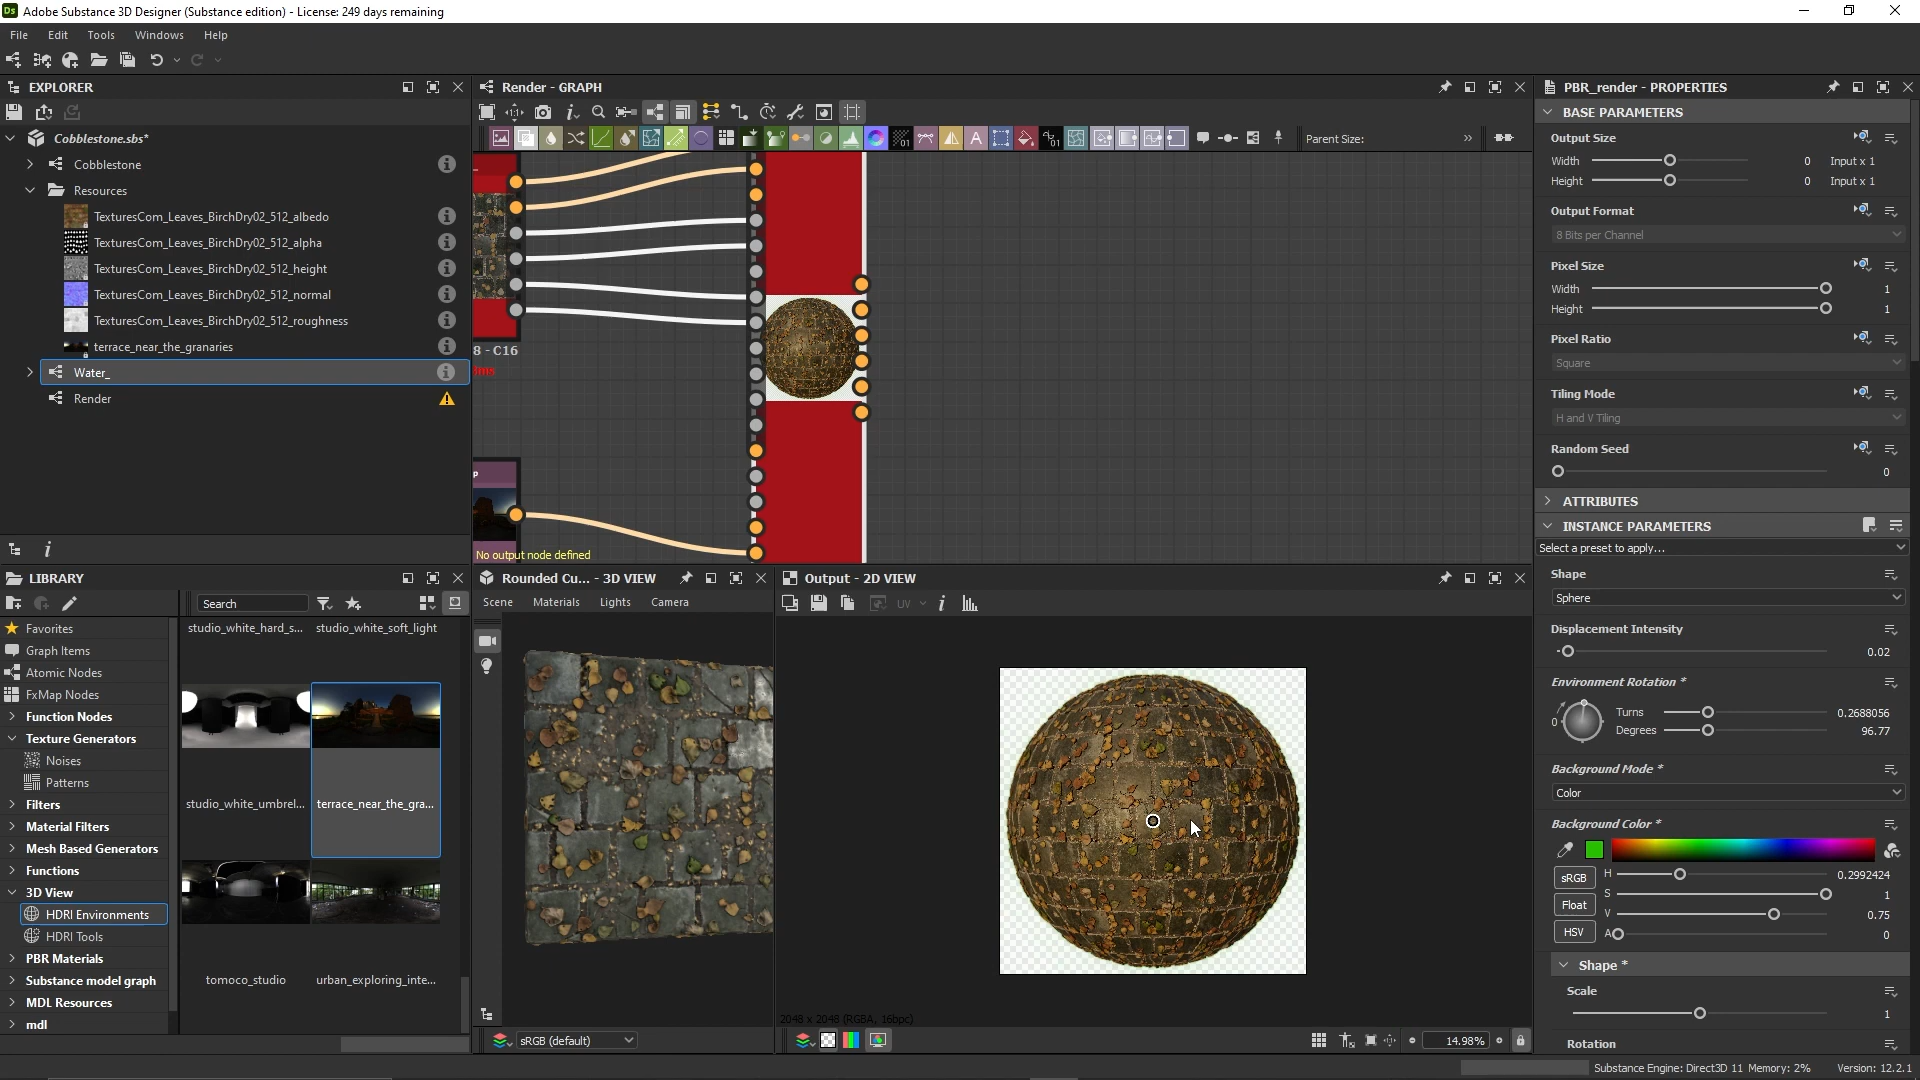 Ds Adobe Substance 3D Designer (Substance edition) - License: 249 days remaining
File Edit Tools Windows Help
EXPLORER
Cobblestone.sbs*
Cobblestone
Resources
TexturesCom_Leaves_BirchDry02_512_albedo
TexturesCom_Leaves_BirchDry02_512_alpha
TexturesCom_Leaves_BirchDry02_512_height
TexturesCom_Leaves_BirchDry02_512_normal
TexturesCom_Leaves_BirchDry02_512_roughness
terrace_near_the_granaries
Water_
Render
LIBRARY
Search
Favorites
Graph Items
Atomic Nodes
FxMap Nodes
Function Nodes
Texture Generators
Noises
Patterns
Filters
Material Filters
Mesh Based Generators
Functions
3D View
HDRI Environments
HDRI Tools
PBR Materials
Substance model graph
MDL Resources
mdl
studio_white_hard_s... studio_white_soft_light
studio_white_umbrel... terrace_near_the_gra...
tomoco_studio urban_exploring_inte...
Render - GRAPH
Parent Size:
8 - C16
No output node defined
Rounded Cu... - 3D VIEW
Scene Materials Lights Camera
sRGB (default)
Output - 2D VIEW
UV
2048 x 2048 (RGBA, 16bpc)
14.98%
PBR_render - PROPERTIES
BASE PARAMETERS
Output Size
Width 0 Input x 1
Height 0 Input x 1
Output Format
8 Bits per Channel
Pixel Size
Width 1
Height 1
Pixel Ratio
Square
Tiling Mode
H and V Tiling
Random Seed
0
ATTRIBUTES
INSTANCE PARAMETERS
Select a preset to apply...
Shape
Sphere
Displacement Intensity
0.02
Environment Rotation *
0 Turns 0.2688056
Degrees 96.77
Background Mode *
Color
Background Color *
sRGB H 0.2992424
S 1
Float V 0.75
HSV A 0
Shape *
Scale
1
Rotation
Substance Engine: Direct3D 11 Memory: 2% Version: 12.2.1